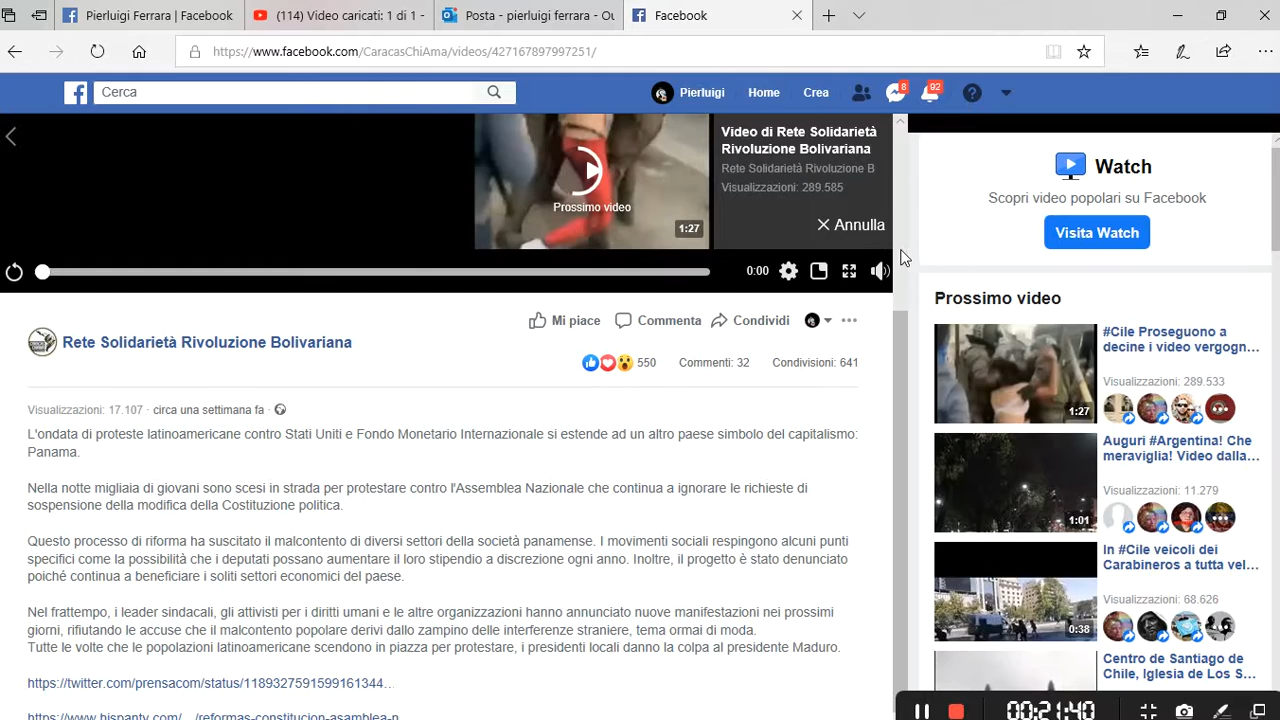 Pierluigi Ferrara | Facebook
(114) Video caricati: 1 di 1 -
Posta - pierluigi ferrara - Ou
Facebook
https://www.facebook.com/CaracasChiAma/videos/427167897997251/
Cerca
Pierluigi
Home
Crea
8
92
Prossimo video
1:27
Video di Rete Solidarietà
Rivoluzione Bolivariana
Rete Solidarietà Rivoluzione B
Visualizzazioni: 289.585
Annulla
0:00
Mi piace
Commenta
Condividi
Rete Solidarietà Rivoluzione Bolivariana
550
Commenti: 32
Condivisioni: 641
Visualizzazioni: 17.107 · circa una settimana fa ·
L'ondata di proteste latinoamericane contro Stati Uniti e Fondo Monetario Internazionale si estende ad un altro paese simbolo del capitalismo:
Panama.
Nella notte migliaia di giovani sono scesi in strada per protestare contro l'Assemblea Nazionale che continua a ignorare le richieste di
sospensione della modifica della Costituzione politica.
Questo processo di riforma ha suscitato il malcontento di diversi settori della società panamense. I movimenti sociali respingono alcuni punti
specifici come la possibilità che i deputati possano aumentare il loro stipendio a discrezione ogni anno. Inoltre, il progetto è stato denunciato
poiché continua a beneficiare i soliti settori economici del paese.
Nel frattempo, i leader sindacali, gli attivisti per i diritti umani e le altre organizzazioni hanno annunciato nuove manifestazioni nei prossimi
giorni, rifiutando le accuse che il malcontento popolare derivi dallo zampino delle interferenze straniere, tema ormai di moda.
Tutte le volte che le popolazioni latinoamericane scendono in piazza per protestare, i presidenti locali danno la colpa al presidente Maduro.
https://twitter.com/prensacom/status/1189327591599161344...
https://www.hispantv.com/.../reformas-constitucion-asamblea-n
Watch
Scopri video popolari su Facebook
Visita Watch
Prossimo video
1:27
#Cile Proseguono a
decine i video vergogn...
Visualizzazioni: 289.533
1:01
Auguri #Argentina! Che
meraviglia! Video dalla...
Visualizzazioni: 11.279
0:38
In #Cile veicoli dei
Carabineros a tutta vel...
Visualizzazioni: 68.626
Centro de Santiago de
Chile, Iglesia de Los S...
00:21:40